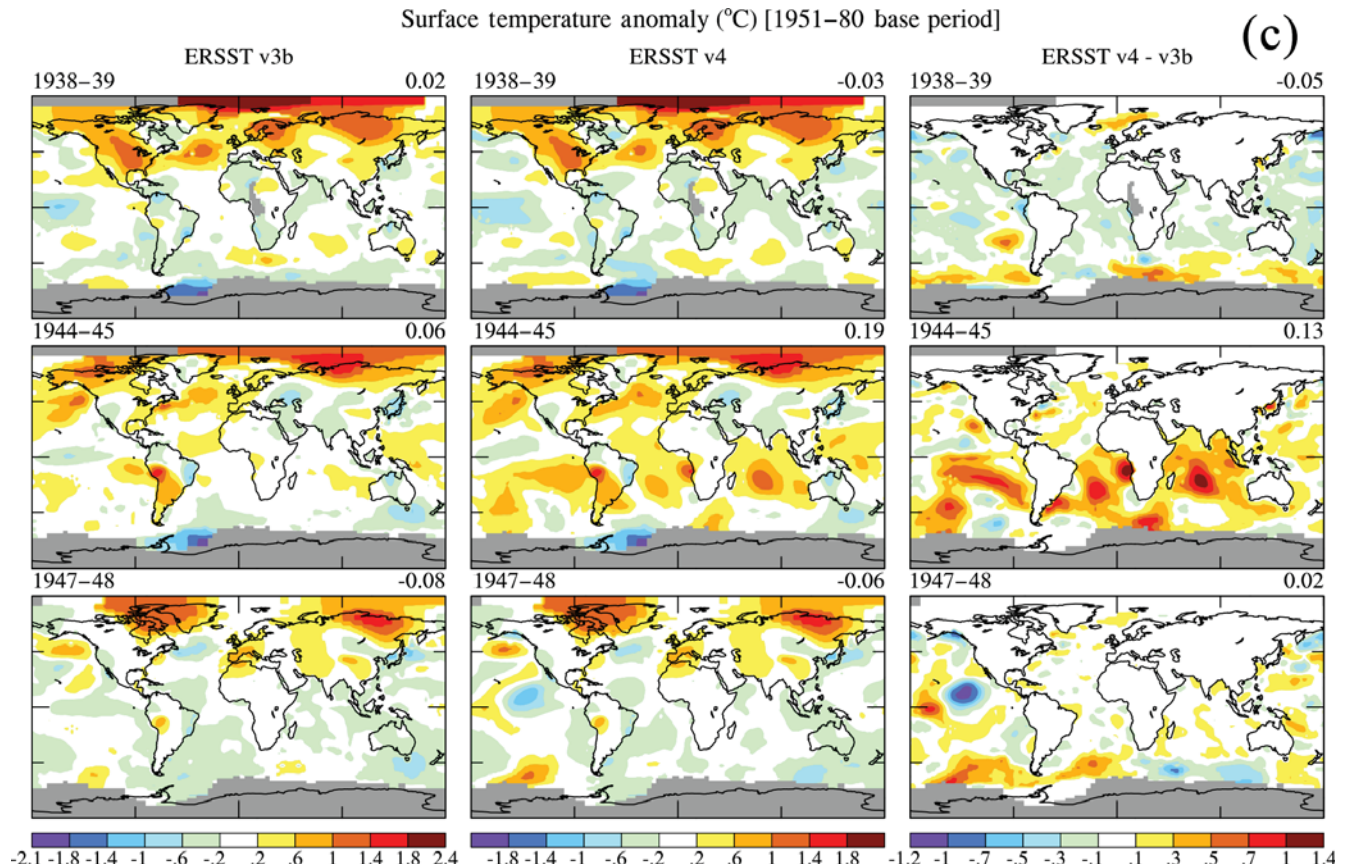 Surface temperature anomaly (°C) [1951−80 base period]
(c)
ERSST v3b ERSST v4 ERSST v4 - v3b
1938−39 0.02 1938−39 -0.03 1938−39 -0.05
1944−45 0.06 1944−45 0.19 1944−45 0.13
1947−48 -0.08 1947−48 -0.06 1947−48 0.02
-2.1 -1.8 -1.4 -1 -.6 -.2 .2 .6 1 1.4 1.8 2.4 -1.8 -1.4 -1 -.6 -.2 .2 .6 1 1.4 1.8 -1.2 -1 -.7 -.5 -.3 -.1 .1 .3 .5 .7 1 1.4